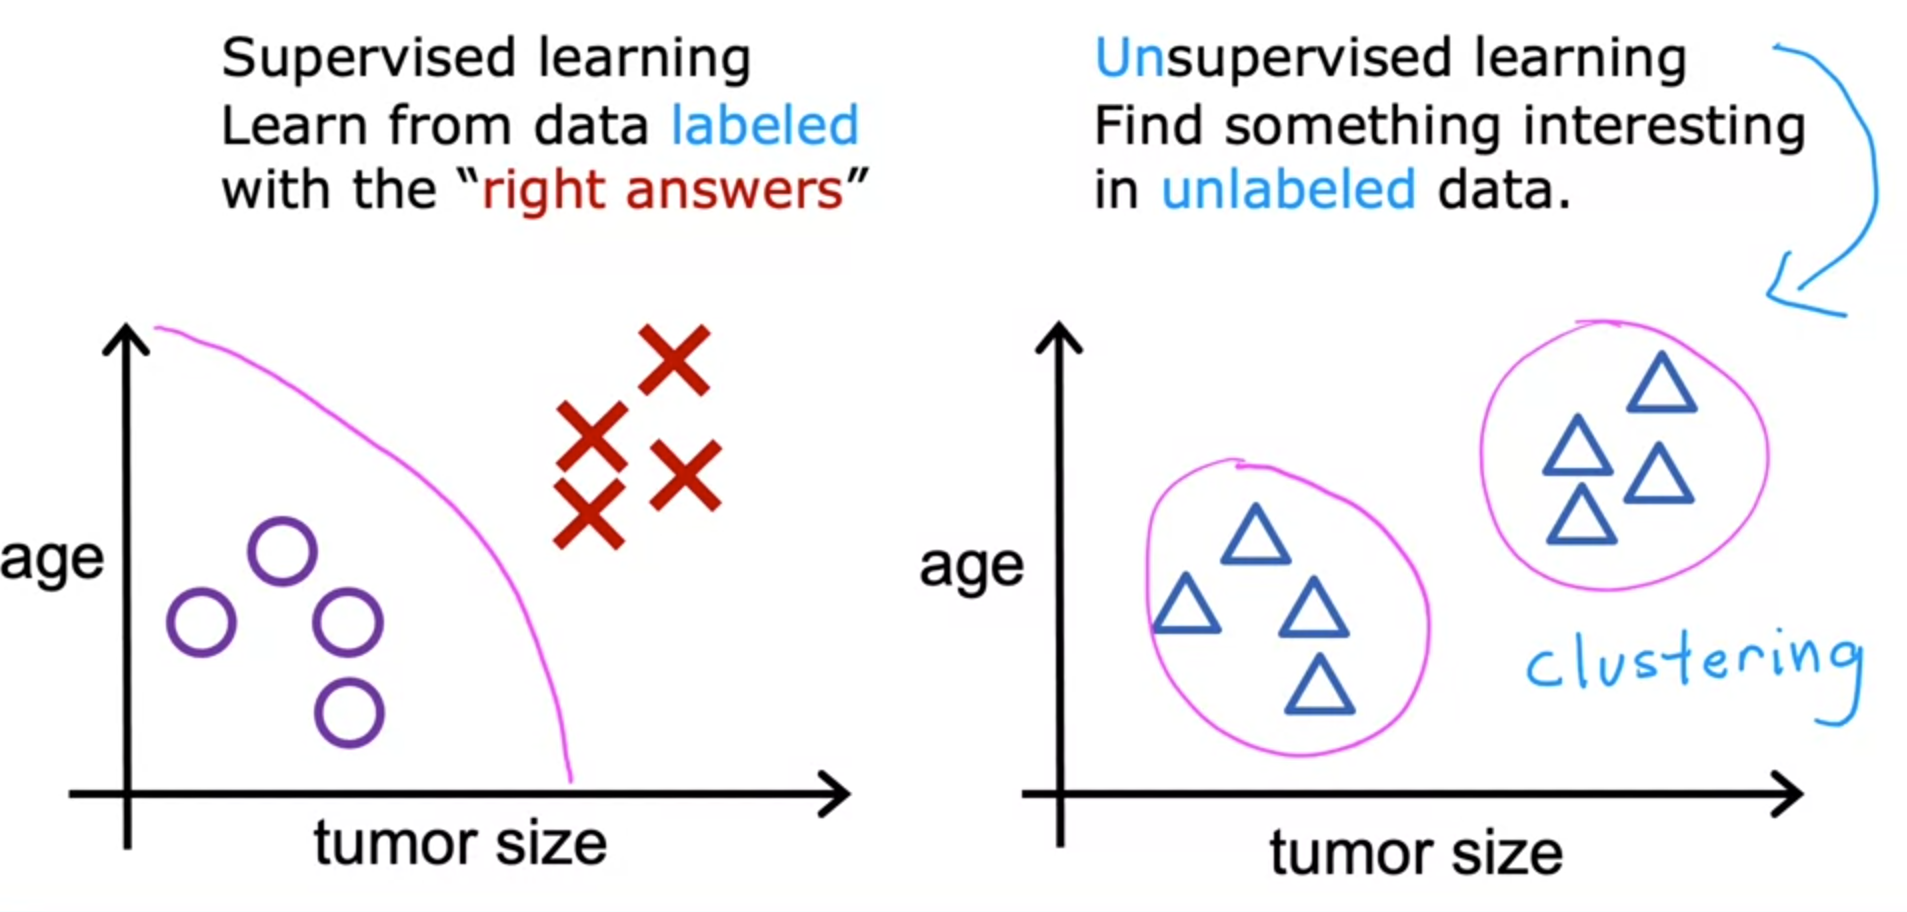 Supervised learning
Learn from data labeled
with the “right answers”
age
tumor size
Unsupervised learning
Find something interesting
in unlabeled data.
age
clustering
tumor size